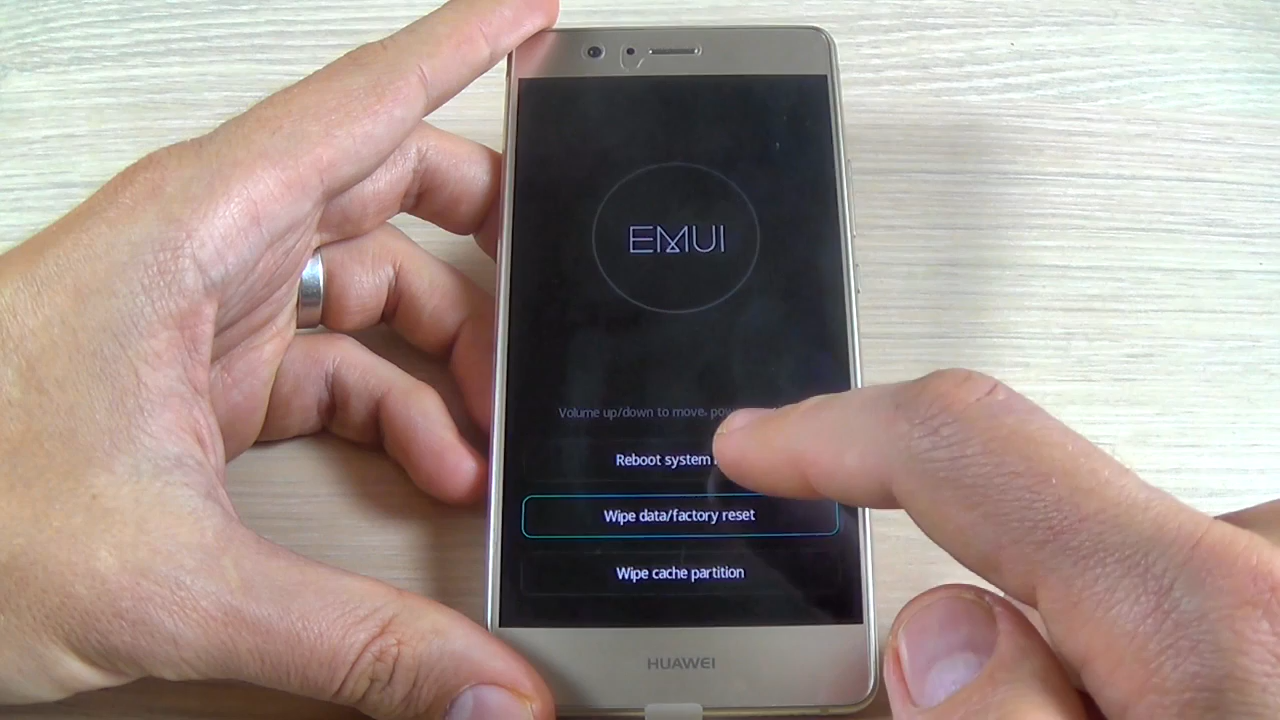 EMUI
Volume up/down to move, 
Reboot system
Wipe data/factory reset
Wipe cache partition
HUAWEI